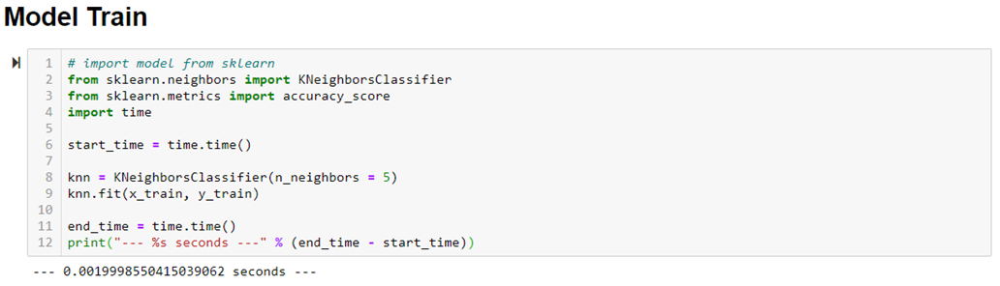 Model Train
1 # import model from sklearn
2 from sklearn.neighbors import KNeighborsClassifier
3 from sklearn.metrics import accuracy_score
4 import time
5
6 start_time = time.time()
7
8 knn = KNeighborsClassifier(n_neighbors = 5)
9 knn.fit(x_train, y_train)
10
11 end_time = time.time()
12 print("--- %s seconds ---" % (end_time - start_time))
--- 0.0019998550415039062 seconds ---